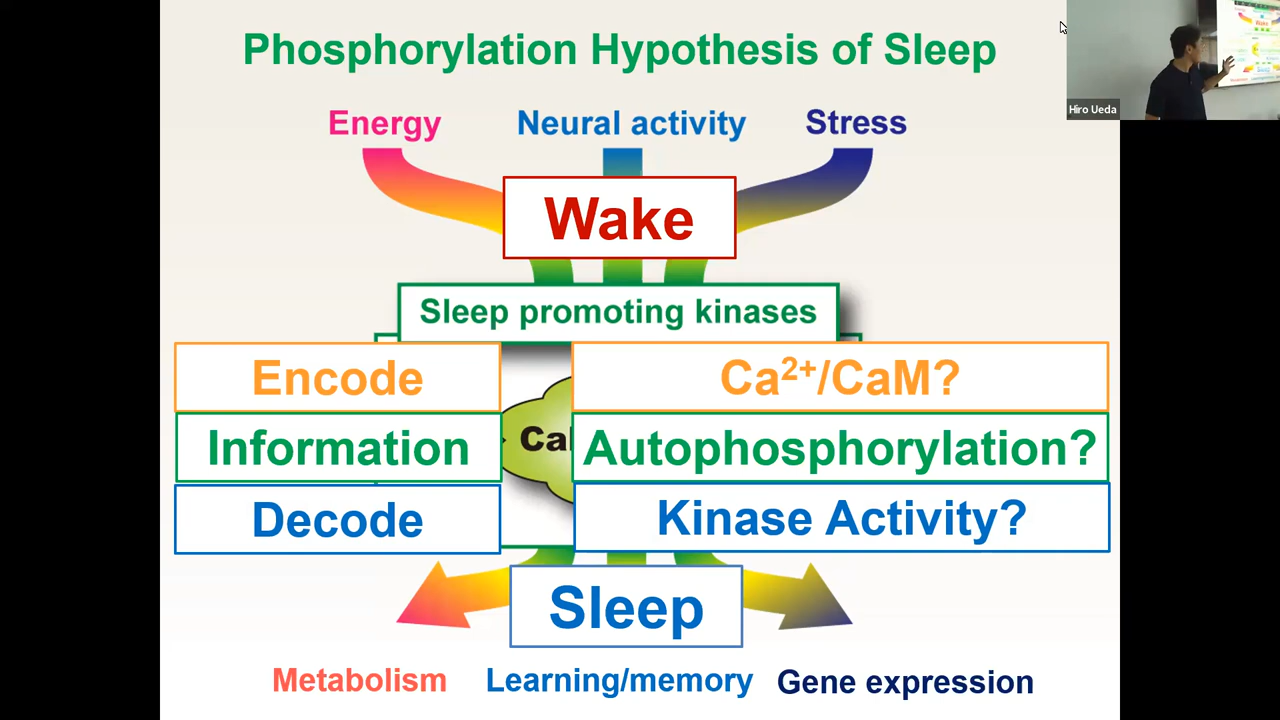 Phosphorylation Hypothesis of Sleep
Energy
Neural activity
Stress
Hiro Ueda
Wake
Sleep promoting kinases
Encode
Ca²⁺/CaM?
Information
Ca
Autophosphorylation?
Decode
Kinase Activity?
Sleep
Metabolism
Learning/memory
Gene expression